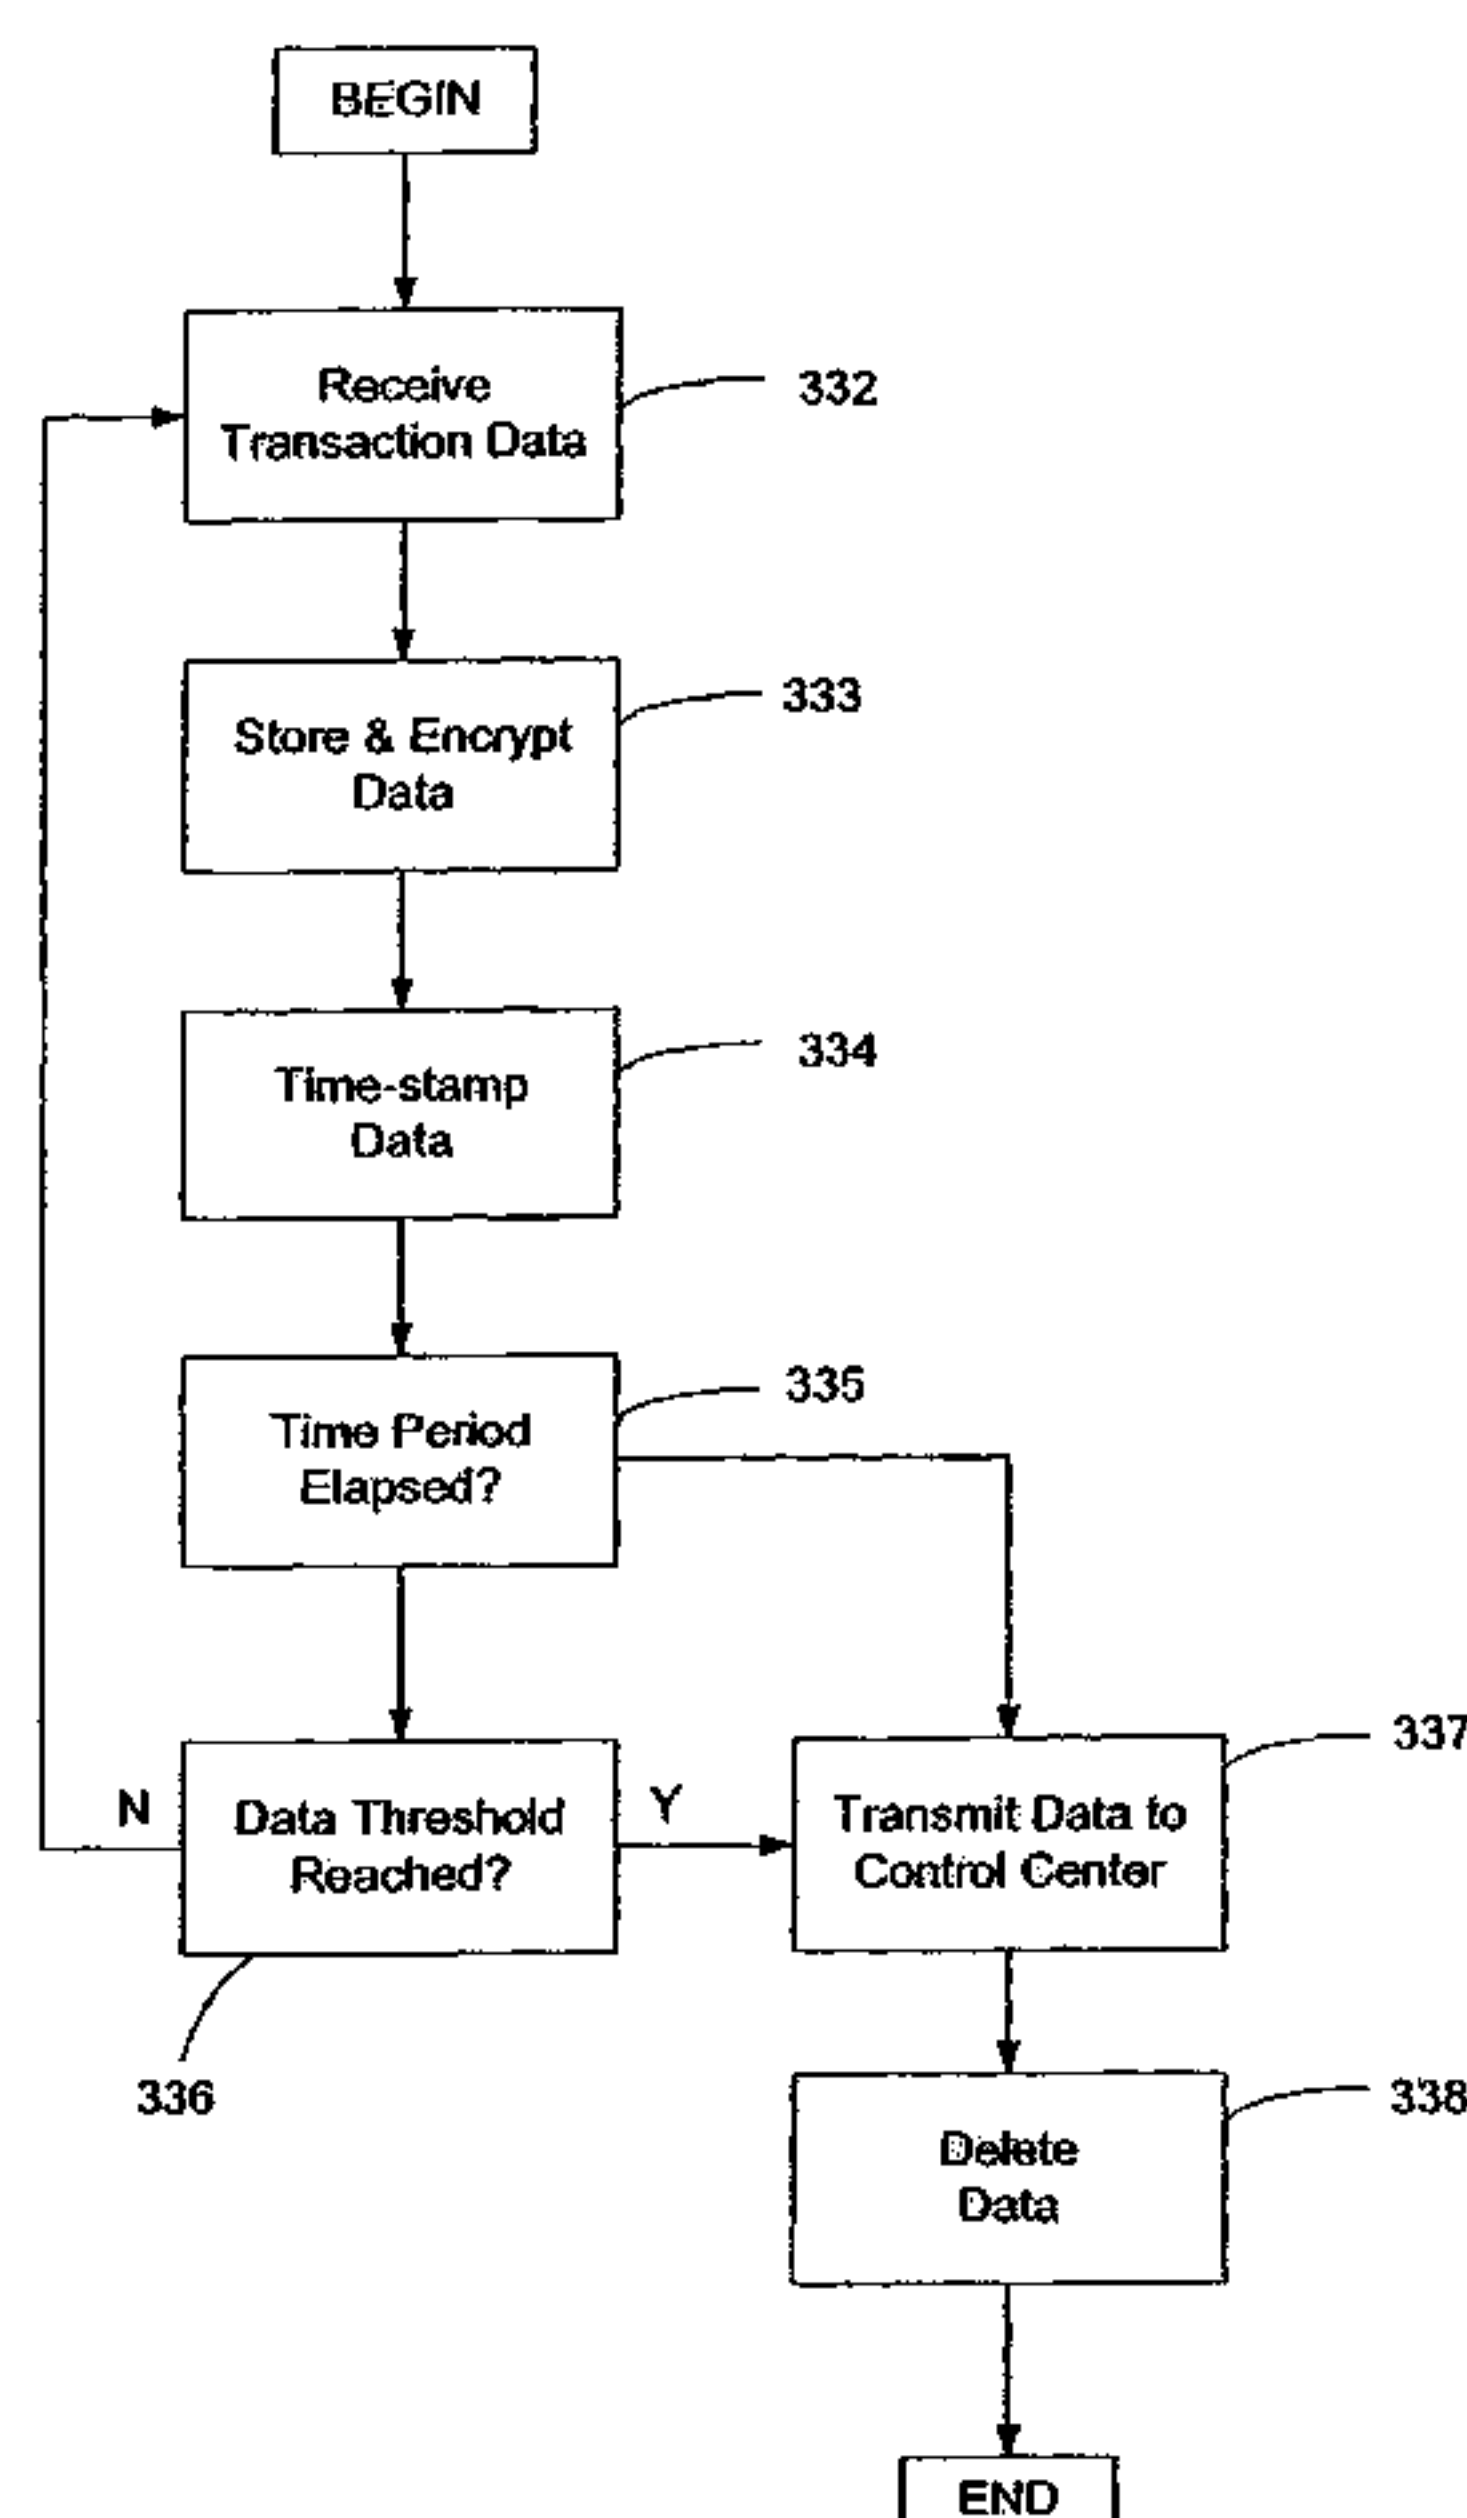 BEGIN
Receive
Transaction Data
332
Store & Encrypt
Data
333
Time-stamp
Data
334
Time Period
Elapsed?
335
N
Data Threshold
Reached?
Y
336
Transmit Data to
Control Center
337
Delete
Data
338
END